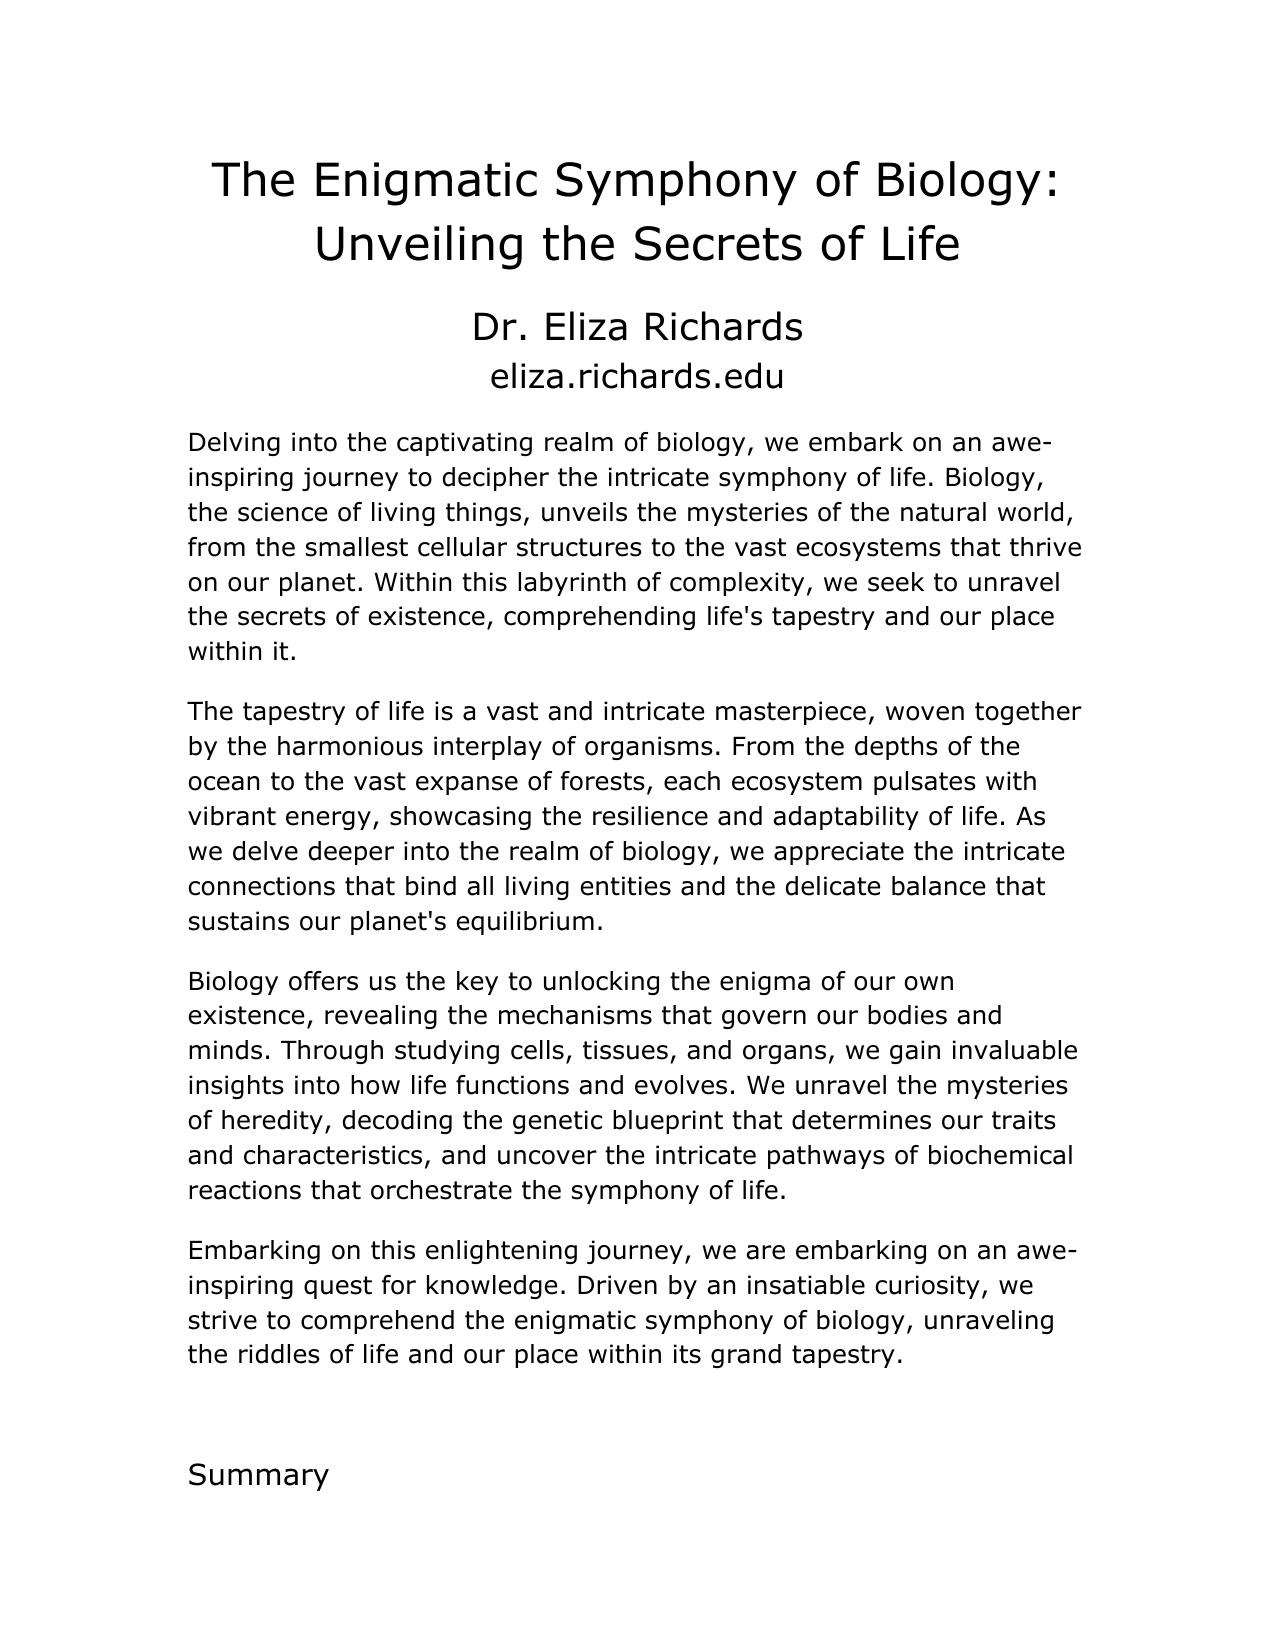 The Enigmatic Symphony of Biology:
Unveiling the Secrets of Life
Dr. Eliza Richards
eliza.richards.edu
Delving into the captivating realm of biology, we embark on an awe-
inspiring journey to decipher the intricate symphony of life. Biology,
the science of living things, unveils the mysteries of the natural world,
from the smallest cellular structures to the vast ecosystems that thrive
on our planet. Within this labyrinth of complexity, we seek to unravel
the secrets of existence, comprehending life's tapestry and our place
within it.
The tapestry of life is a vast and intricate masterpiece, woven together
by the harmonious interplay of organisms. From the depths of the
ocean to the vast expanse of forests, each ecosystem pulsates with
vibrant energy, showcasing the resilience and adaptability of life. As
we delve deeper into the realm of biology, we appreciate the intricate
connections that bind all living entities and the delicate balance that
sustains our planet's equilibrium.
Biology offers us the key to unlocking the enigma of our own
existence, revealing the mechanisms that govern our bodies and
minds. Through studying cells, tissues, and organs, we gain invaluable
insights into how life functions and evolves. We unravel the mysteries
of heredity, decoding the genetic blueprint that determines our traits
and characteristics, and uncover the intricate pathways of biochemical
reactions that orchestrate the symphony of life.
Embarking on this enlightening journey, we are embarking on an awe-
inspiring quest for knowledge. Driven by an insatiable curiosity, we
strive to comprehend the enigmatic symphony of biology, unraveling
the riddles of life and our place within its grand tapestry.
Summary